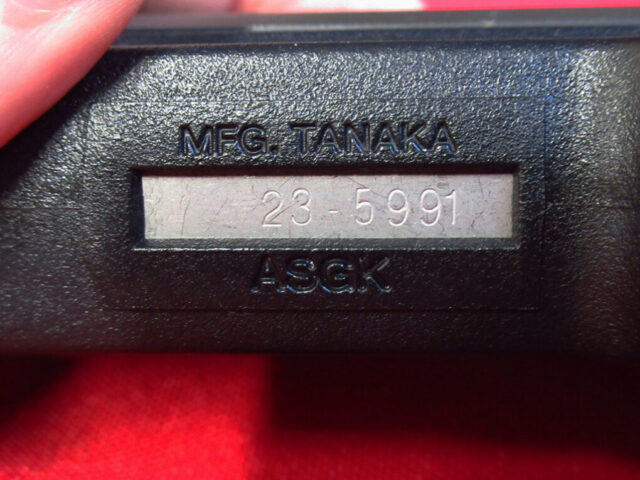 MFG. TANAKA
23-5991
ASGK